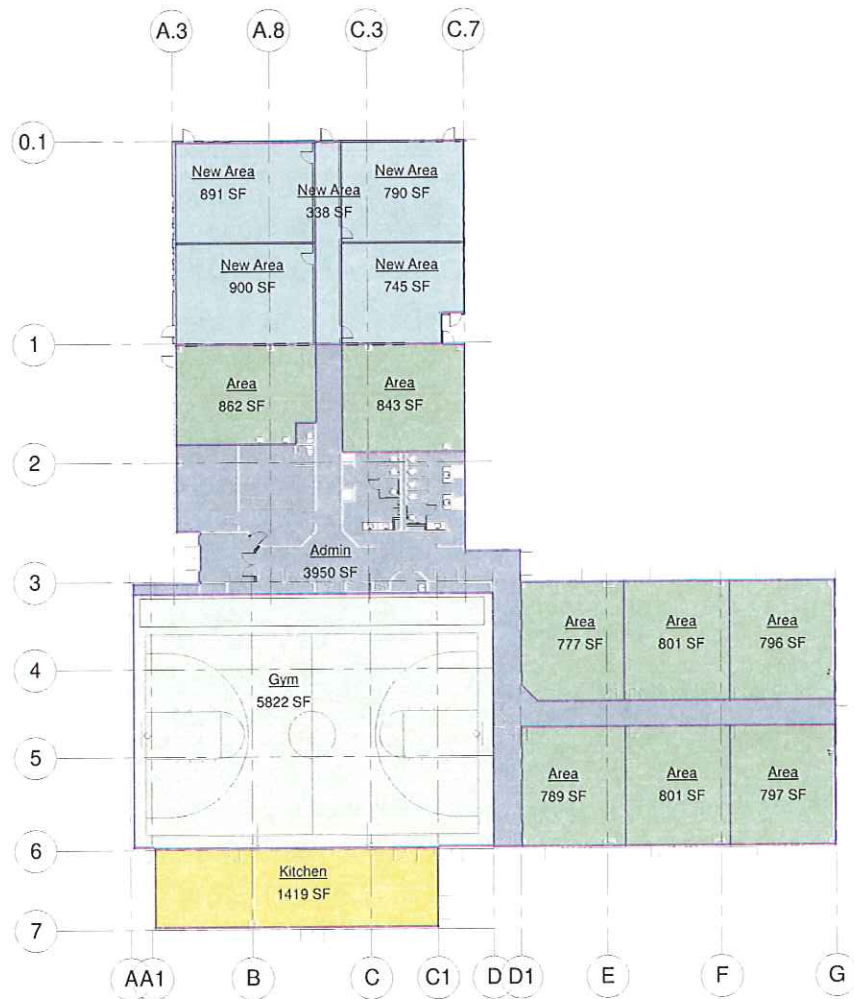 A.3
A.8
C.3
C.7
0.1
New Area
891 SF
New Area
338 SF
New Area
790 SF
New Area
900 SF
New Area
745 SF
1
Area
862 SF
Area
843 SF
2
Admin
3950 SF
3
Area
777 SF
Area
801 SF
Area
796 SF
4
Gym
5822 SF
5
Area
789 SF
Area
801 SF
Area
797 SF
6
Kitchen
1419 SF
7
A
A1
B
C
C1
D
D1
E
F
G